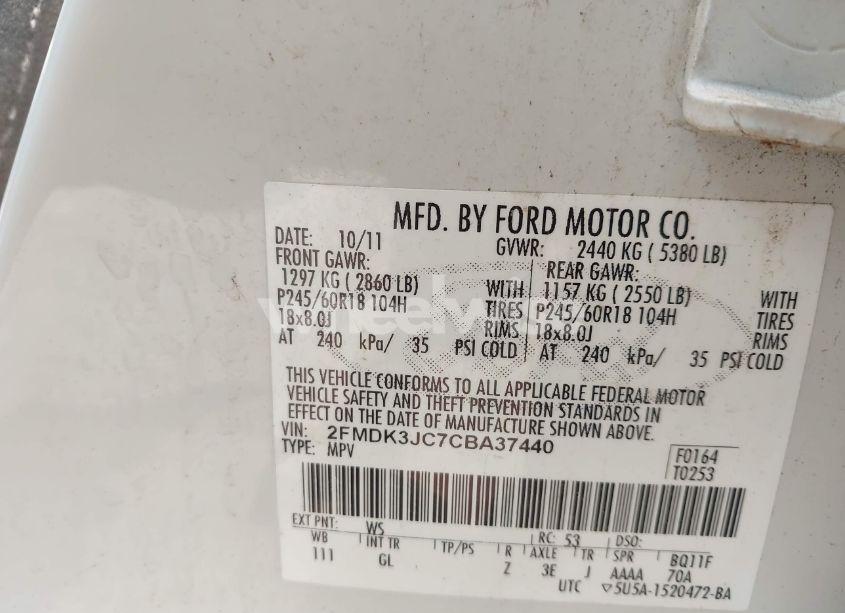 MFD. BY FORD MOTOR CO.
DATE: 10/11 GVWR: 2440 KG ( 5380 LB)
FRONT GAWR: REAR GAWR:
1297 KG ( 2860 LB) WITH 1157 KG ( 2550 LB) WITH
P245/60R18 104H TIRES P245/60R18 104H TIRES
18x8.0J RIMS 18x8.0J RIMS
AT 240 kPa/ 35 PSI COLD AT 240 kPa/ 35 PSI COLD
THIS VEHICLE CONFORMS TO ALL APPLICABLE FEDERAL MOTOR
VEHICLE SAFETY AND THEFT PREVENTION STANDARDS IN
EFFECT ON THE DATE OF MANUFACTURE SHOWN ABOVE.
VIN: 2FMDK3JC7CBA37440
TYPE: MPV
F0164
T0253
EXT PNT: WS RC: 53 DSO:
WB INT TR TP/PS R AXLE TR SPR BQ11F
111 GL Z 3E J AAAA 70A
UTC ▽5U5A-1520472-BA